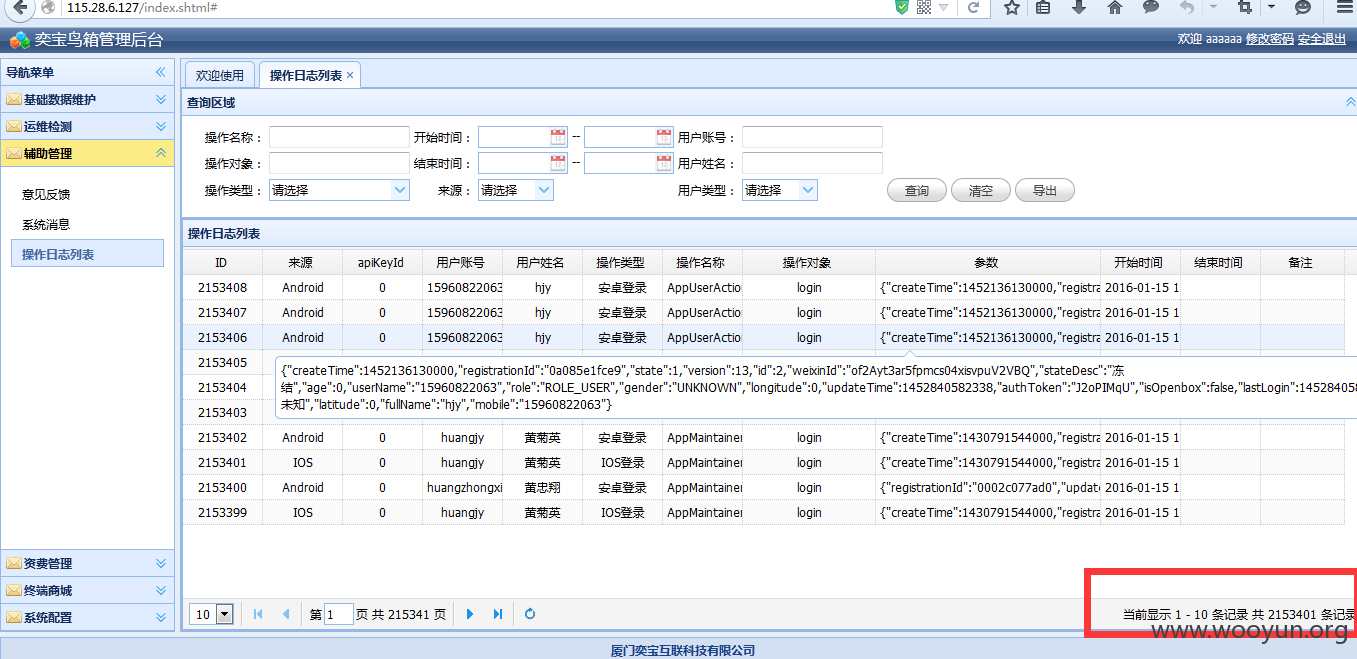 115.28.6.127/index.shtml#
奕宝鸟箱管理后台
欢迎 aaaaaa 修改密码 安全退出
导航菜单
基础数据维护
运维检测
辅助管理
意见反馈
系统消息
操作日志列表
资费管理
终端商城
系统配置
欢迎使用 操作日志列表
查询区域
操作名称： 开始时间： -- 用户账号：
操作对象： 结束时间： -- 用户姓名：
操作类型： 请选择 来源： 请选择 用户类型： 请选择 查询 清空 导出
操作日志列表
ID 来源 apiKeyId 用户账号 用户姓名 操作类型 操作名称 操作对象 参数 开始时间 结束时间 备注
2153408 Android 0 15960822063 hjy 安卓登录 AppUserActio login {"createTime":1452136130000,"registra 2016-01-15 1
2153407 Android 0 15960822063 hjy 安卓登录 AppUserActio login {"createTime":1452136130000,"registra 2016-01-15 1
2153406 Android 0 15960822063 hjy 安卓登录 AppUserActio login {"createTime":1452136130000,"registra 2016-01-15 1
2153405
2153404
2153403
{"createTime":1452136130000,"registrationId":"0a085e1fce9","state":1,"version":13,"id":2,"weixinId":"of2Ayt3ar5fpmcs04xisvpuV2VBQ","stateDesc":"冻
结","age":0,"userName":"15960822063","role":"ROLE_USER","gender":"UNKNOWN","longitude":0,"updateTime":1452840582338,"authToken":"J2oPIMqU","isOpenbox":false,"lastLogin":145284058
未知","latitude":0,"fullName":"hjy","mobile":"15960822063"}
2153402 Android 0 huangjy 黄菊英 安卓登录 AppMaintainer login {"createTime":1430791544000,"registra 2016-01-15 1
2153401 IOS 0 huangjy 黄菊英 IOS登录 AppMaintainer login {"createTime":1430791544000,"registra 2016-01-15 1
2153400 Android 0 huangzhongxi 黄忠翔 安卓登录 AppMaintainer login {"registrationId":"0002c077ad0","update 2016-01-15 1
2153399 IOS 0 huangjy 黄菊英 IOS登录 AppMaintainer login {"createTime":1430791544000,"registra 2016-01-15 1
10 第 1 页 共 215341 页 当前显示 1 - 10 条记录 共 2153401 条记录
www.wooyun.org
厦门奕宝互联科技有限公司